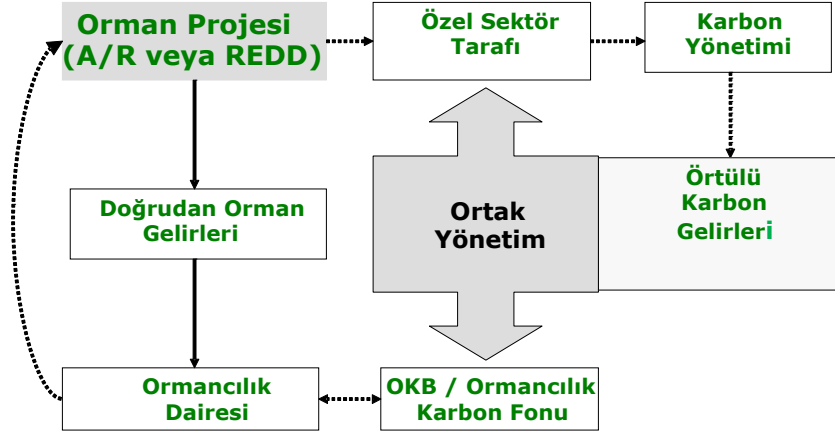 Orman Projesi
(A/R veya REDD)
Özel Sektör
Tarafı
Karbon
Yönetimi
Doğrudan Orman
Gelirleri
Ortak
Yönetim
Örtülü
Karbon
Gelirleri
Ormancılık
Dairesi
OKB / Ormancılık
Karbon Fonu